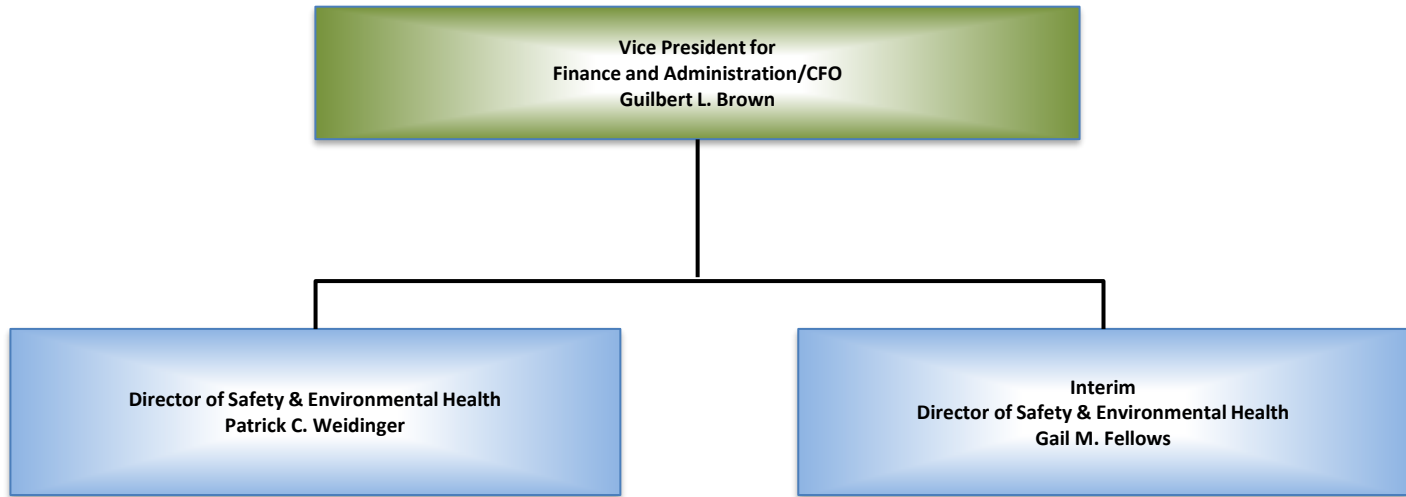 Vice President for
Finance and Administration/CFO
Guilbert L. Brown
Director of Safety & Environmental Health
Patrick C. Weidinger
Interim
Director of Safety & Environmental Health
Gail M. Fellows